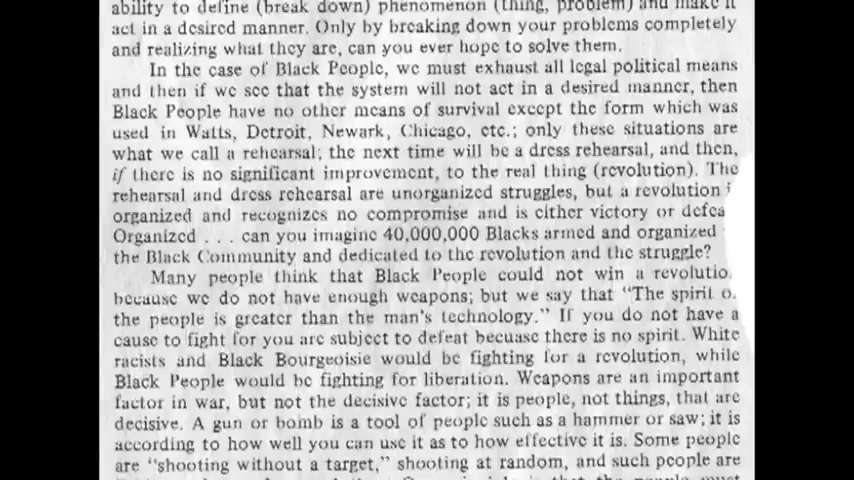 ability to define (break down) phenomenon (thing, problem) and make it
act in a desired manner. Only by breaking down your problems completely
and realizing what they are, can you ever hope to solve them.
In the case of Black People, we must exhaust all legal political means
and then if we see that the system will not act in a desired manner, then
Black People have no other means of survival except the form which was
used in Watts, Detroit, Newark, Chicago, etc.; only these situations are
what we call a rehearsal; the next time will be a dress rehearsal, and then,
if there is no significant improvement, to the real thing (revolution). The
rehearsal and dress rehearsal are unorganized struggles, but a revolution i
organized and recognizes no compromise and is either victory or defea
Organized . . . can you imagine 40,000,000 Blacks armed and organized
the Black Community and dedicated to the revolution and the struggle?
Many people think that Black People could not win a revolutio
because we do not have enough weapons; but we say that "The spirit o
the people is greater than the man's technology." If you do not have a
cause to fight for you are subject to defeat becuase there is no spirit. White
racists and Black Bourgeoisie would be fighting for a revolution, while
Black People would be fighting for liberation. Weapons are an important
factor in war, but not the decisive factor; it is people, not things, that are
decisive. A gun or bomb is a tool of people such as a hammer or saw; it is
according to how well you can use it as to how effective it is. Some people
are "shooting without a target," shooting at random, and such people are